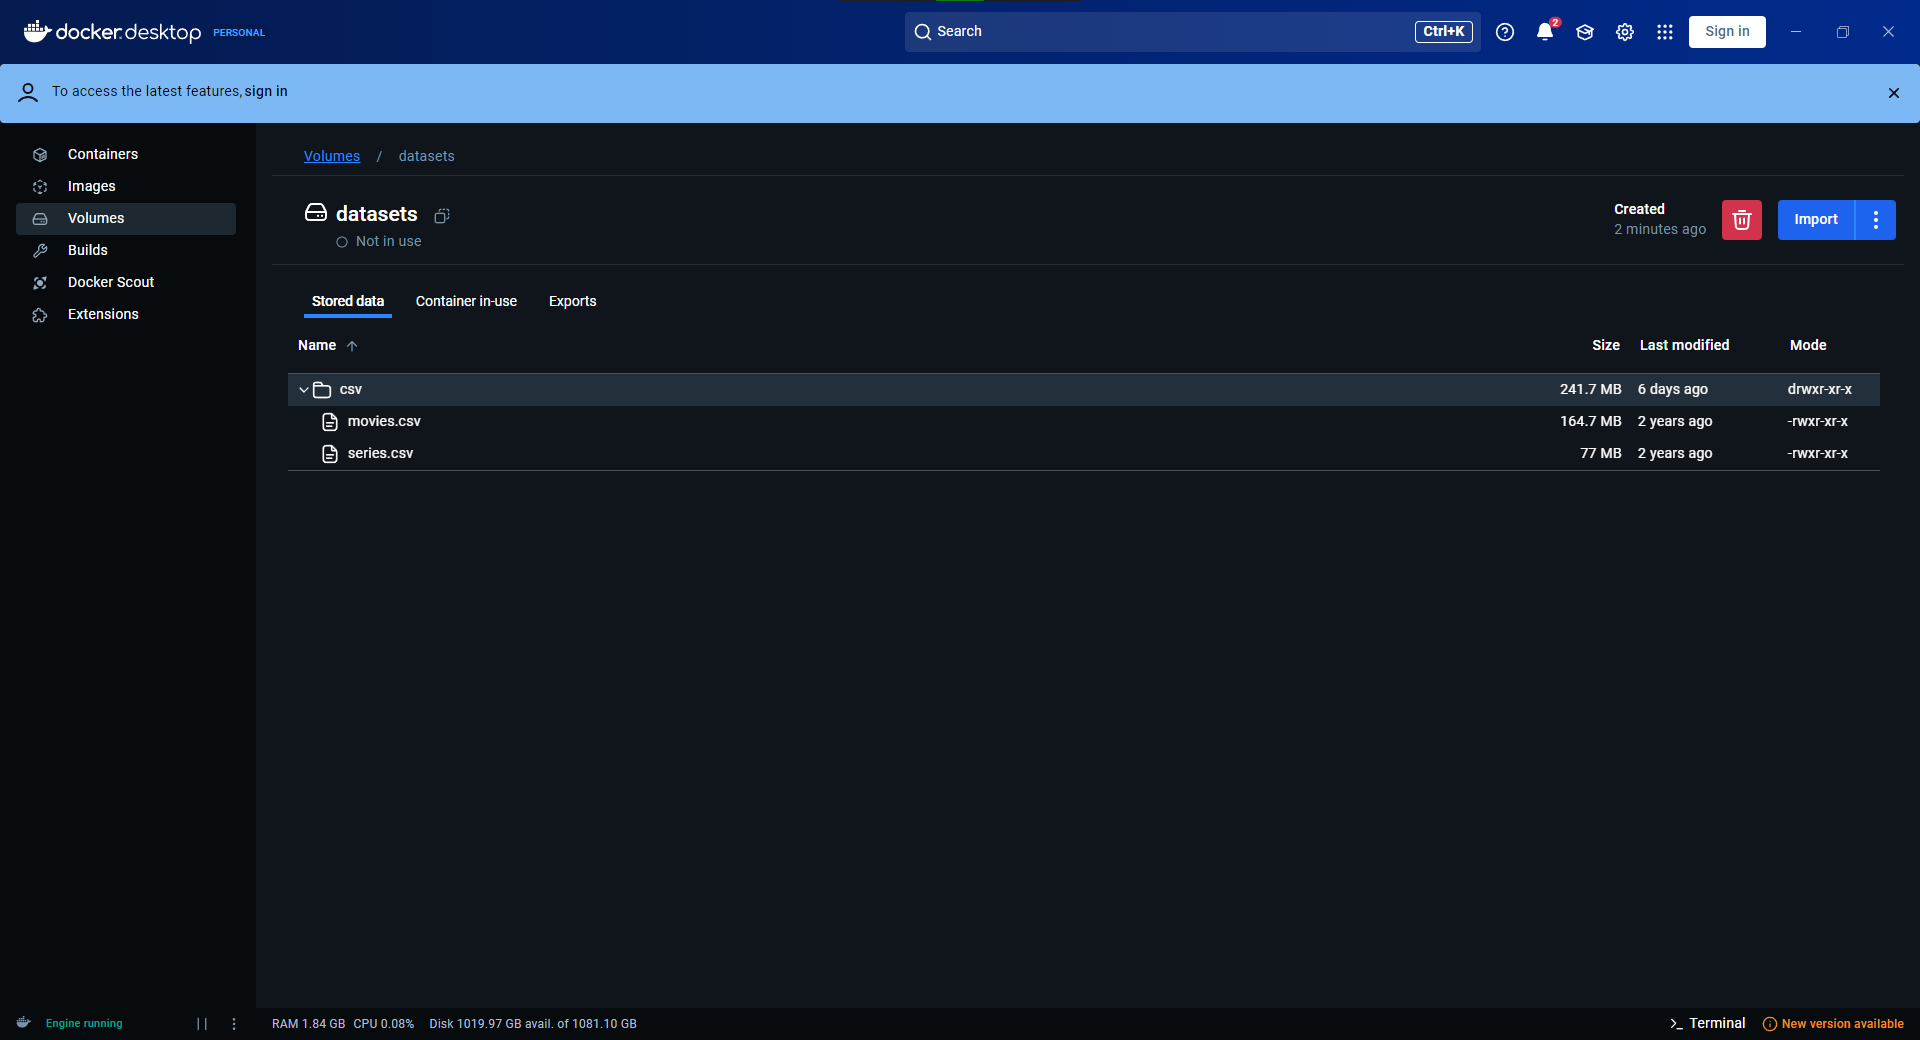 docker.desktop PERSONAL
Search
Ctrl+K
2
Sign in
To access the latest features, sign in
Containers
Images
Volumes
Builds
Docker Scout
Extensions
Volumes / datasets
datasets
Not in use
Created
2 minutes ago
Import
Stored data Container in-use Exports
Name Size Last modified Mode
csv 241.7 MB 6 days ago drwxr-xr-x
movies.csv 164.7 MB 2 years ago -rwxr-xr-x
series.csv 77 MB 2 years ago -rwxr-xr-x
Engine running
RAM 1.84 GB CPU 0.08% Disk 1019.97 GB avail. of 1081.10 GB
Terminal
New version available